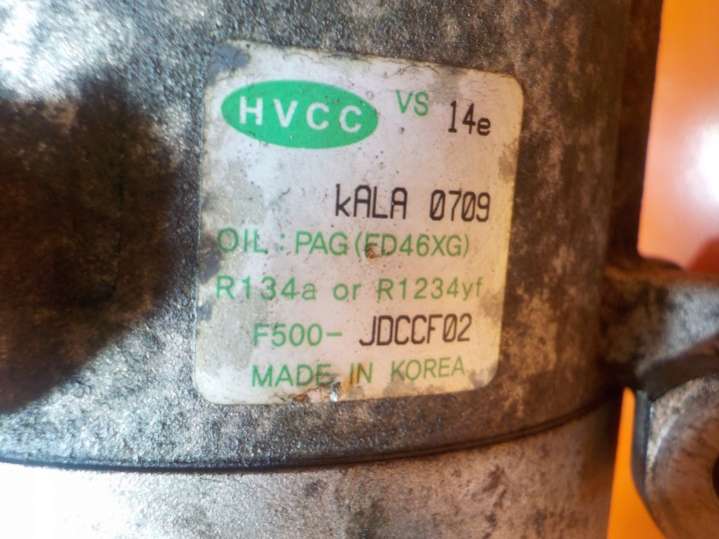 HVCC VS 14e
kALA 0709
OIL : PAG (FD46XG)
R134a or R1234yf
F500- JDCCF02
MADE IN KOREA